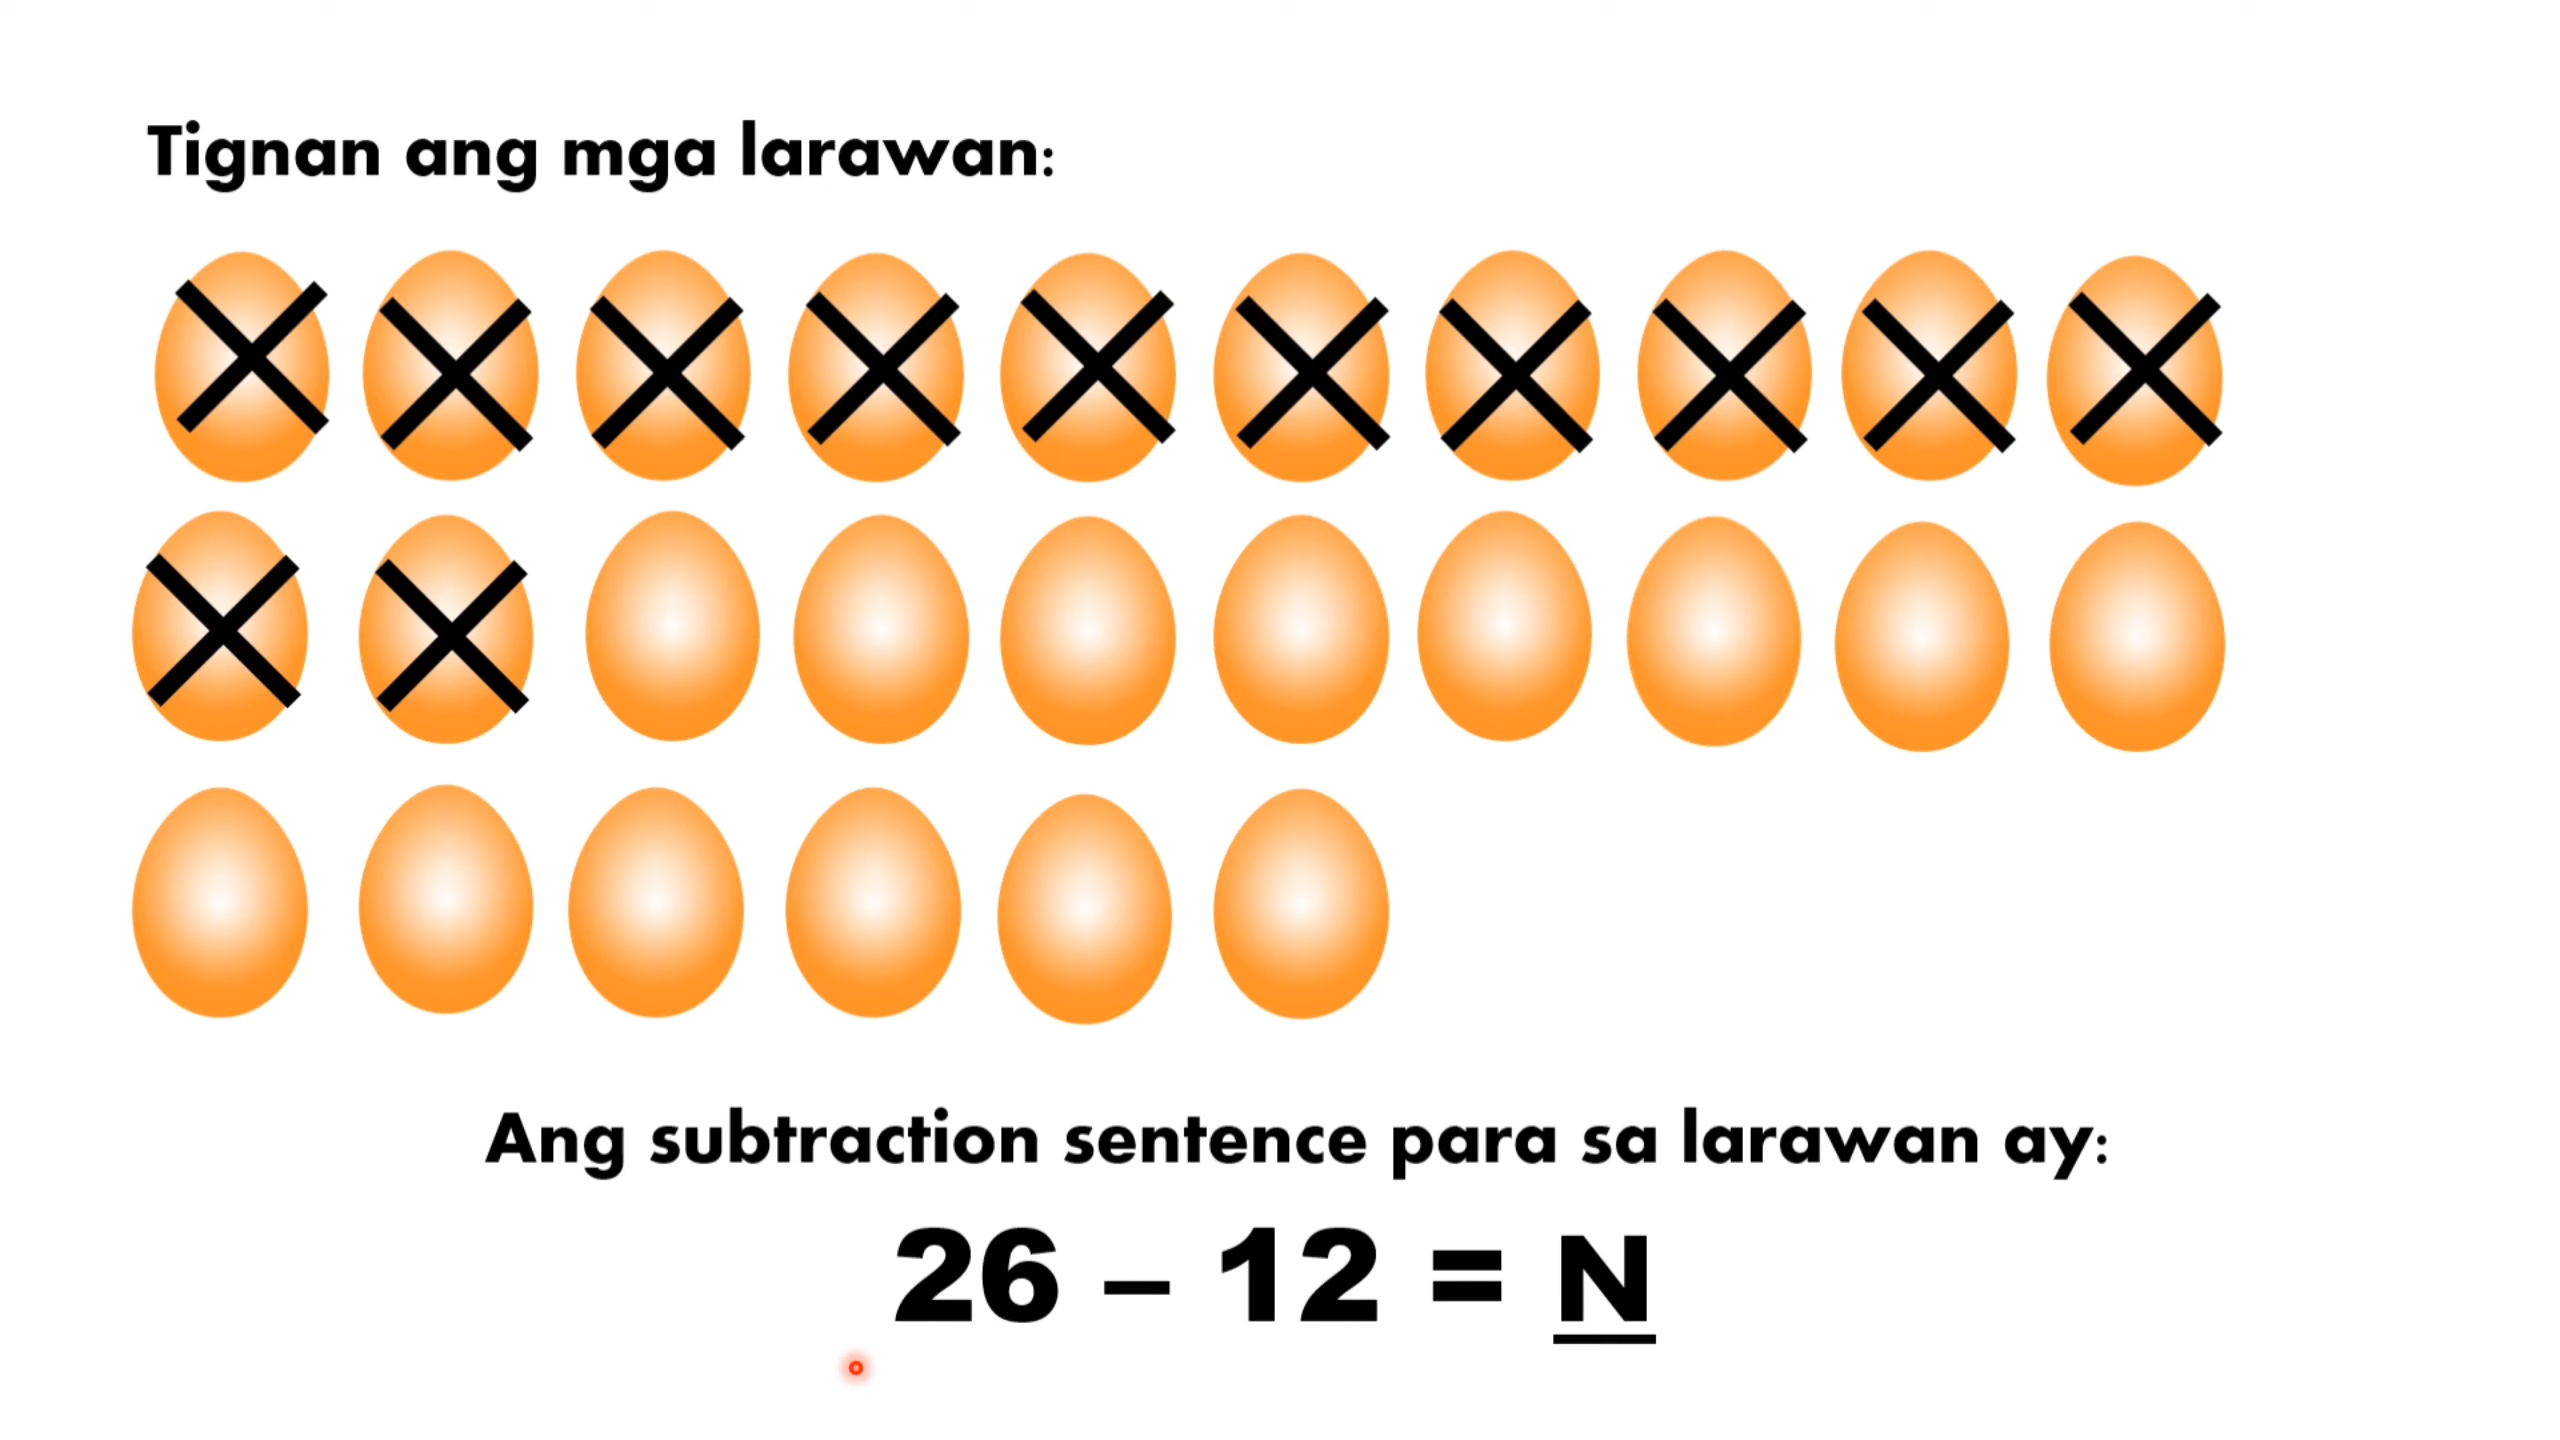 Tignan ang mga larawan:
Ang subtraction sentence para sa larawan ay:
26 – 12 = N